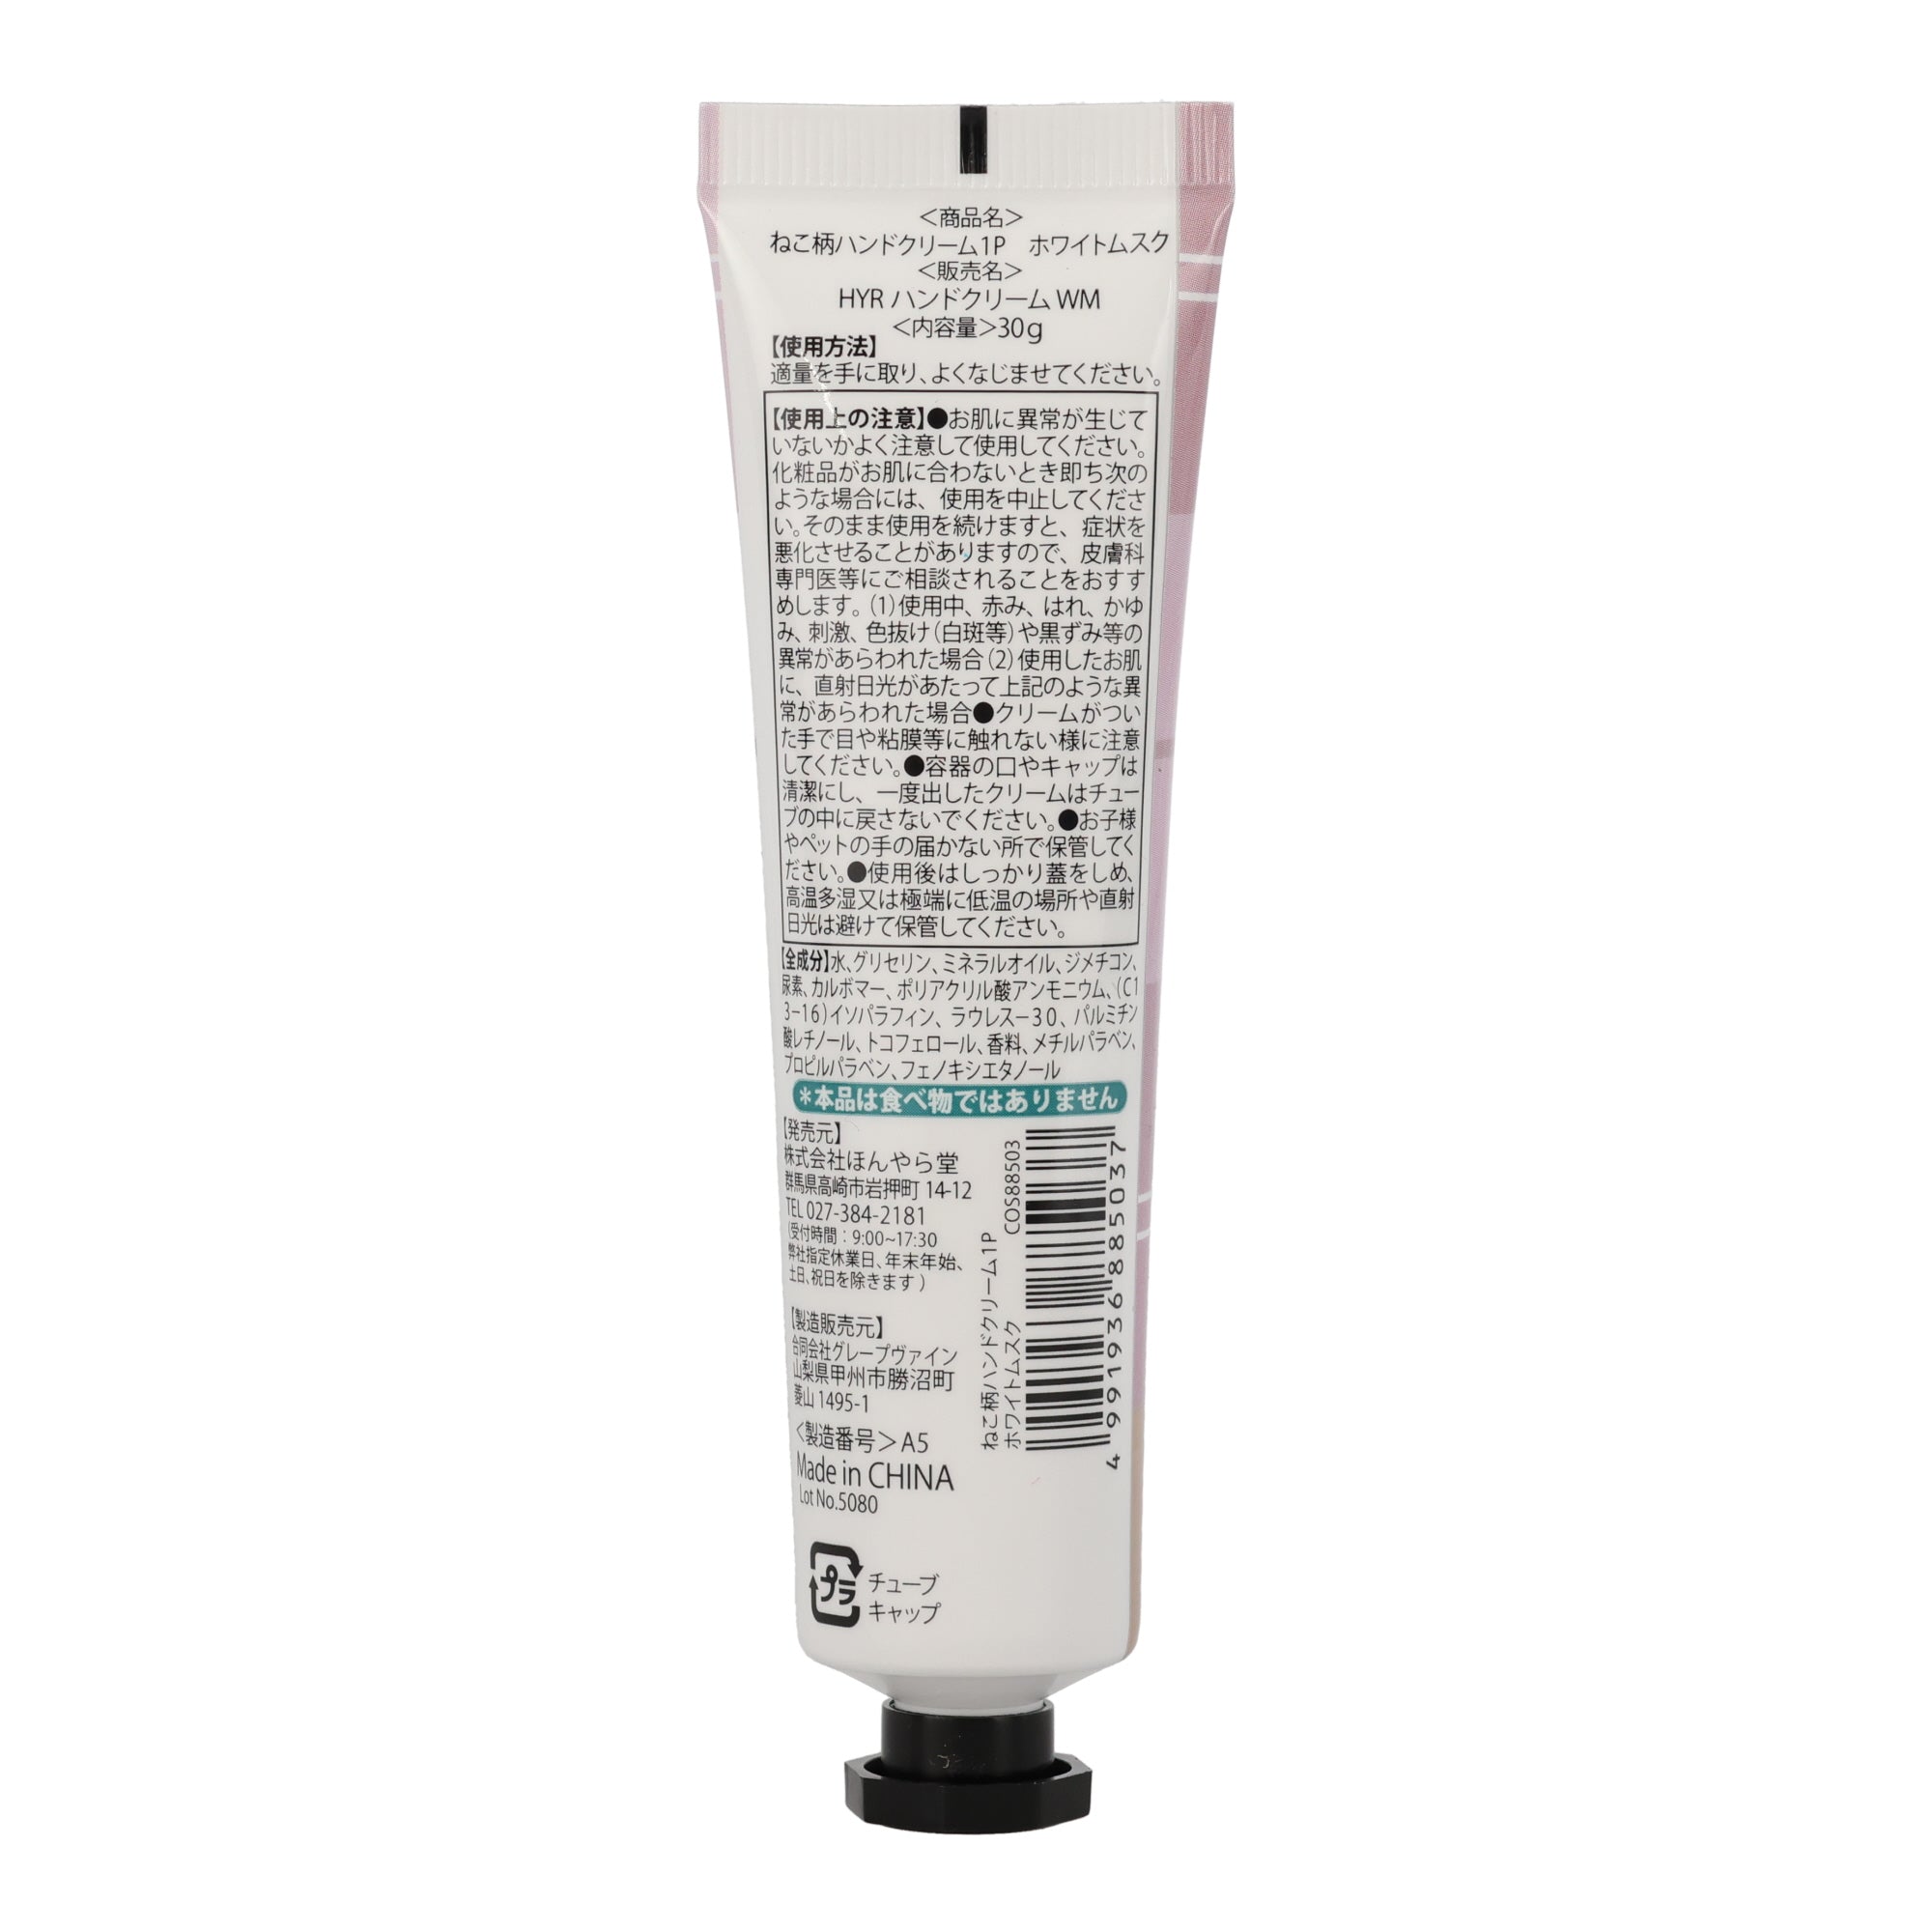 ＜商品名＞
ねこ柄ハンドクリーム1P　ホワイトムスク
＜販売名＞
HYR ハンドクリーム WM
＜内容量＞30g
【使用方法】
適量を手に取り、よくなじませてください。
【使用上の注意】●お肌に異常が生じて
いないかよく注意して使用してください。
化粧品がお肌に合わないとき即ち次の
ような場合には、使用を中止してくださ
い。そのまま使用を続けますと、症状を
悪化させることがありますので、皮膚科
専門医等にご相談されることをおすす
めします。（1）使用中、赤み、はれ、かゆ
み、刺激、色抜け（白斑等）や黒ずみ等の
異常があらわれた場合（2）使用したお肌
に、直射日光があたって上記のような異
常があらわれた場合●クリームがつい
た手で目や粘膜等に触れない様に注意
してください。●容器の口やキャップは
清潔にし、一度出したクリームはチュー
ブの中に戻さないでください。●お子様
やペットの手の届かない所で保管してく
ださい。●使用後はしっかり蓋をしめ、
高温多湿又は極端に低温の場所や直射
日光は避けて保管してください。
【全成分】水、グリセリン、ミネラルオイル、ジメチコン、
尿素、カルボマー、ポリアクリル酸アンモニウム、（C1
3−16）イソパラフィン、ラウレス−30、パルミチン
酸レチノール、トコフェロール、香料、メチルパラベン、
プロピルパラベン、フェノキシエタノール
＊本品は食べ物ではありません
【発売元】
株式会社ほんやら堂
群馬県高崎市岩押町 14-12
TEL 027-384-2181
（受付時間：9:00~17:30
弊社指定休業日、年末年始、
土日、祝日を除きます）
【製造販売元】
合同会社グレープヴァイン
山梨県甲州市勝沼町
菱山 1495-1
＜製造番号＞A5
Made in CHINA
Lot No.5080
プラ
チューブ
キャップ
ねこ柄ハンドクリーム1P
ホワイトムスク COS88503
4 991936 885037